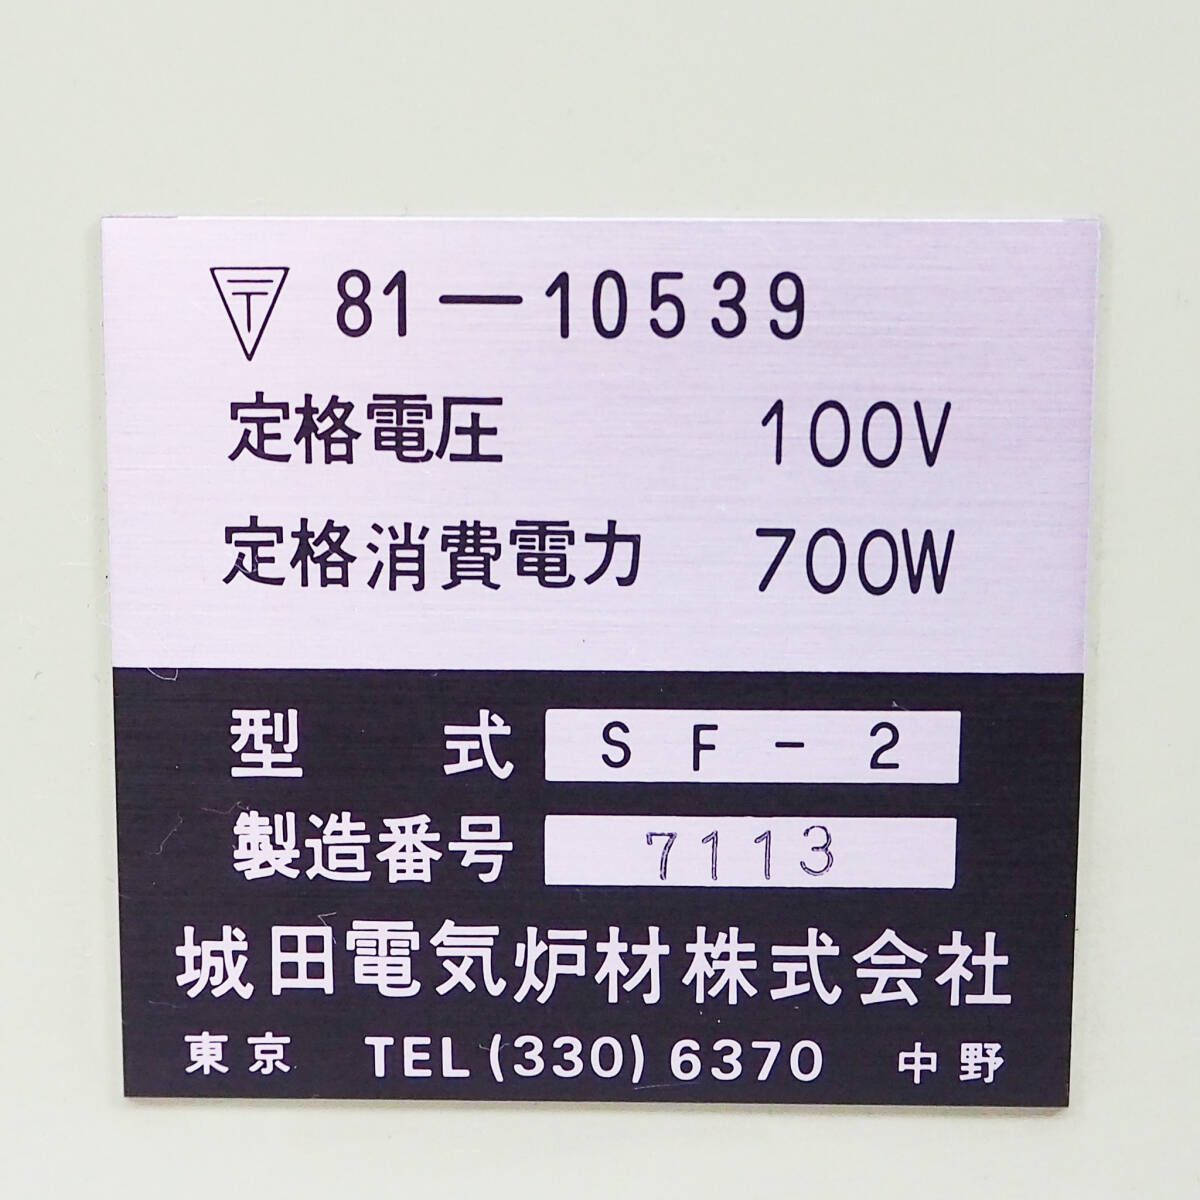 〒 81-10539
定格電圧 100V
定格消費電力 700W
型式 SF-2
製造番号 7113
城田電気炉材株式会社
東京 TEL(330)6370 中野